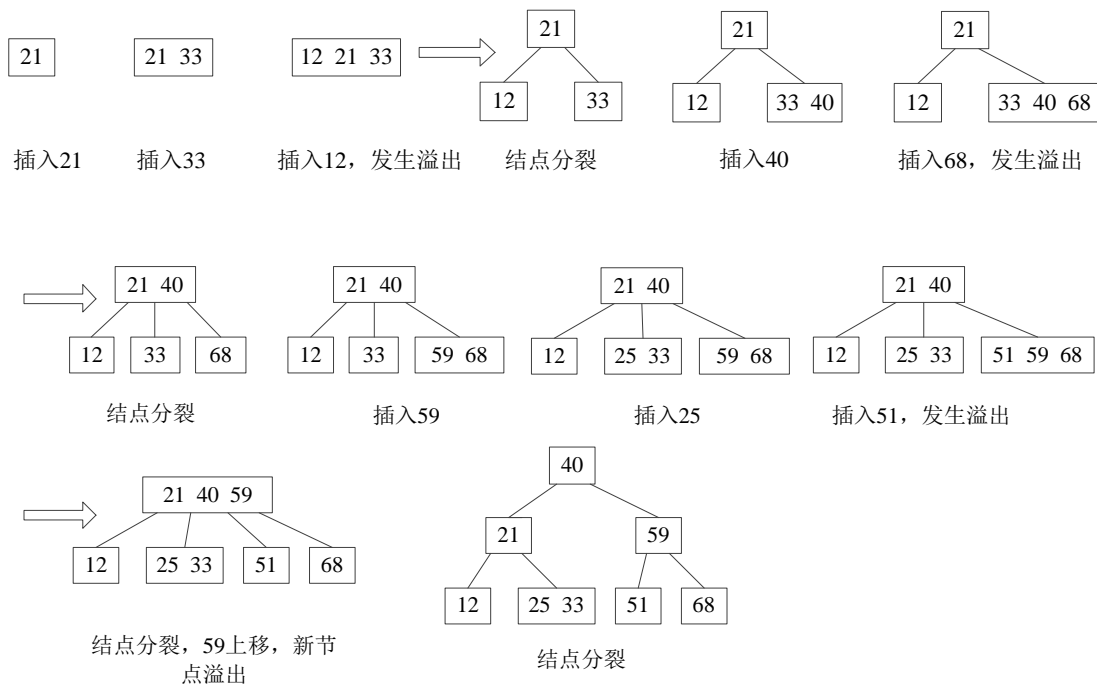 21
21 33
12 21 33
21
12
33
21
12
33 40
21
12
33 40 68
插入21
插入33
插入12，发生溢出
结点分裂
插入40
插入68，发生溢出
21 40
12
33
68
21 40
12
33
59 68
21 40
12
25 33
59 68
21 40
12
25 33
51 59 68
结点分裂
插入59
插入25
插入51，发生溢出
21 40 59
12
25 33
51
68
40
21
59
12
25 33
51
68
结点分裂，59上移，新节
点溢出
结点分裂